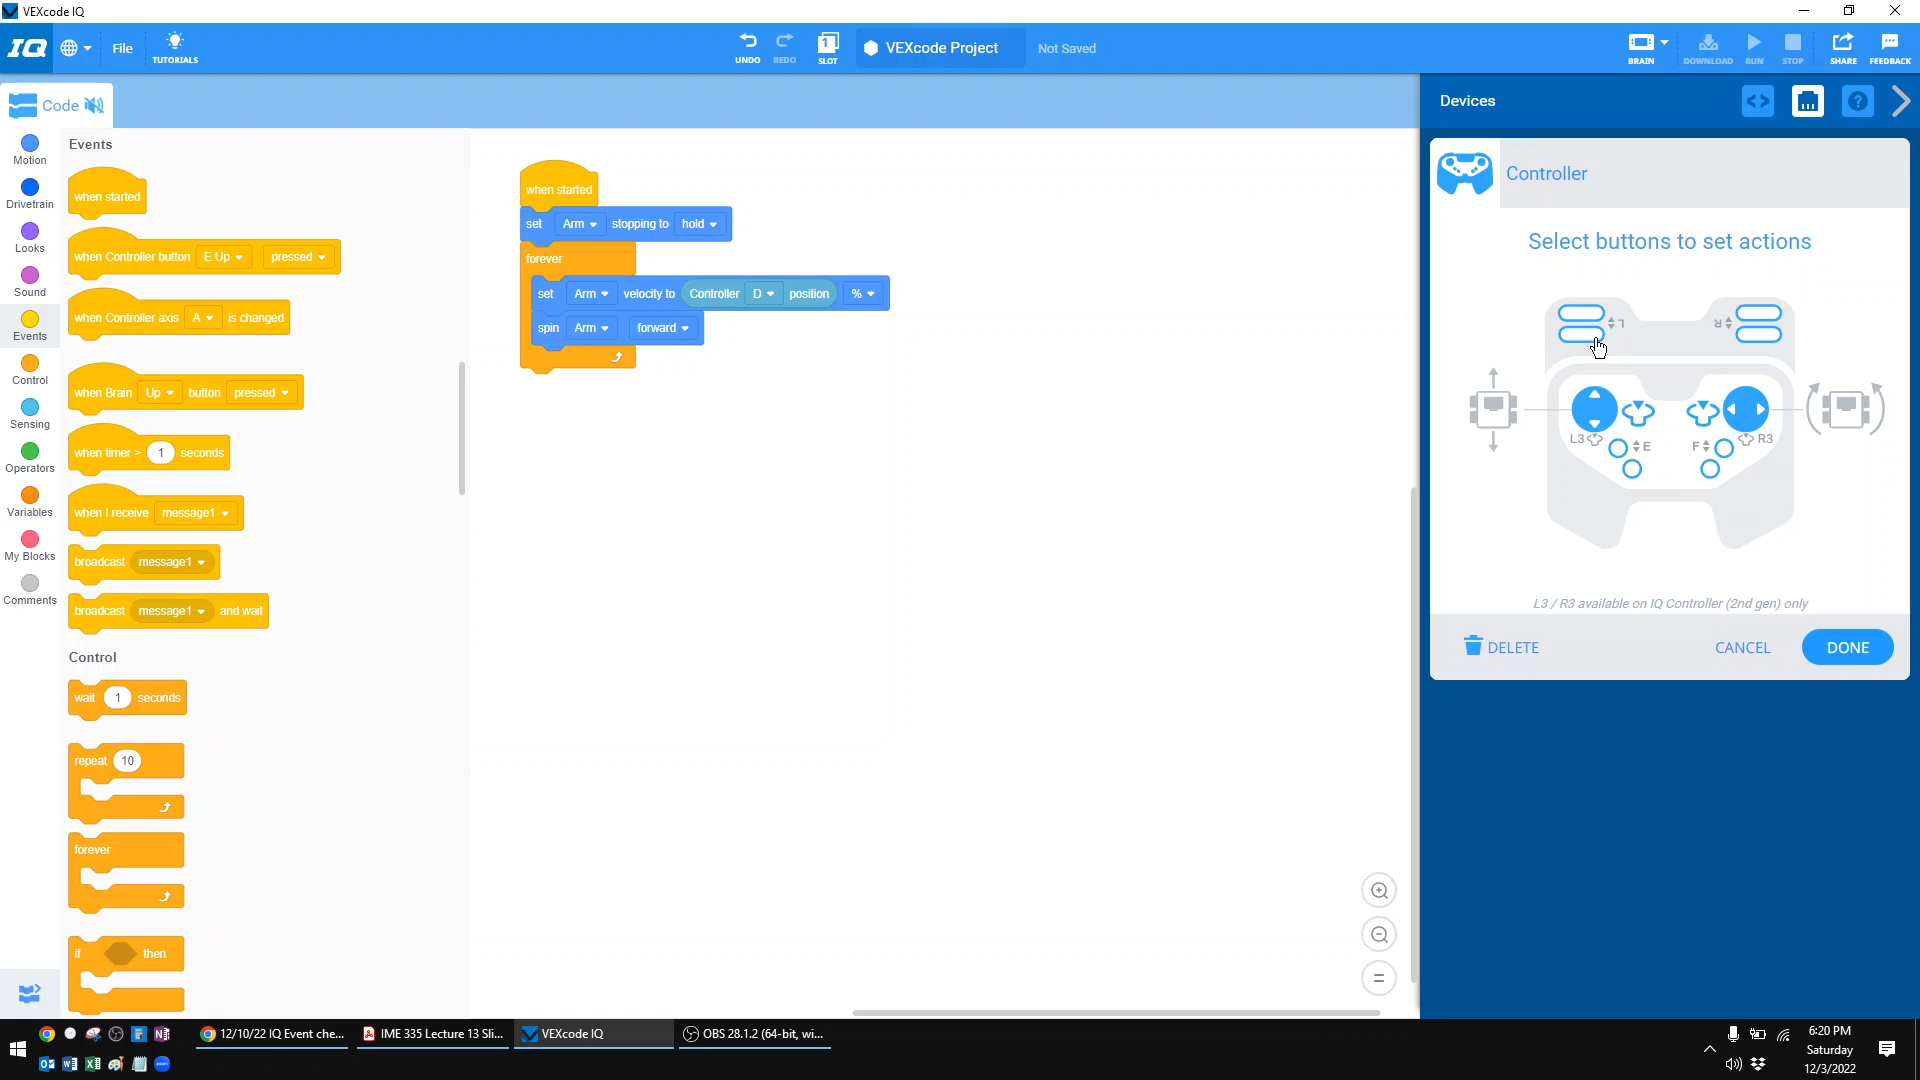 VEXcode IQ
IQ
File
TUTORIALS
UNDO
REDO
1
SLOT
VEXcode Project
Not Saved
BRAIN
DOWNLOAD
RUN
STOP
SHARE
FEEDBACK
Code
Devices
Motion
Drivetrain
Looks
Sound
Events
Control
Sensing
Operators
Variables
My Blocks
Comments
Events
when started
when Controller button E Up pressed
when Controller axis A is changed
when Brain Up button pressed
when timer > 1 seconds
when I receive message1
broadcast message1
broadcast message1 and wait
Control
wait 1 seconds
repeat 10
forever
if then
when started
set Arm stopping to hold
forever
set Arm velocity to Controller D position %
spin Arm forward
Controller
Select buttons to set actions
L
R
L3
R3
E
F
L3 / R3 available on IQ Controller (2nd gen) only
DELETE
CANCEL
DONE
12/10/22 IQ Event che...
IME 335 Lecture 13 Sli...
VEXcode IQ
OBS 28.1.2 (64-bit, wi...
6:20 PM
Saturday
12/3/2022